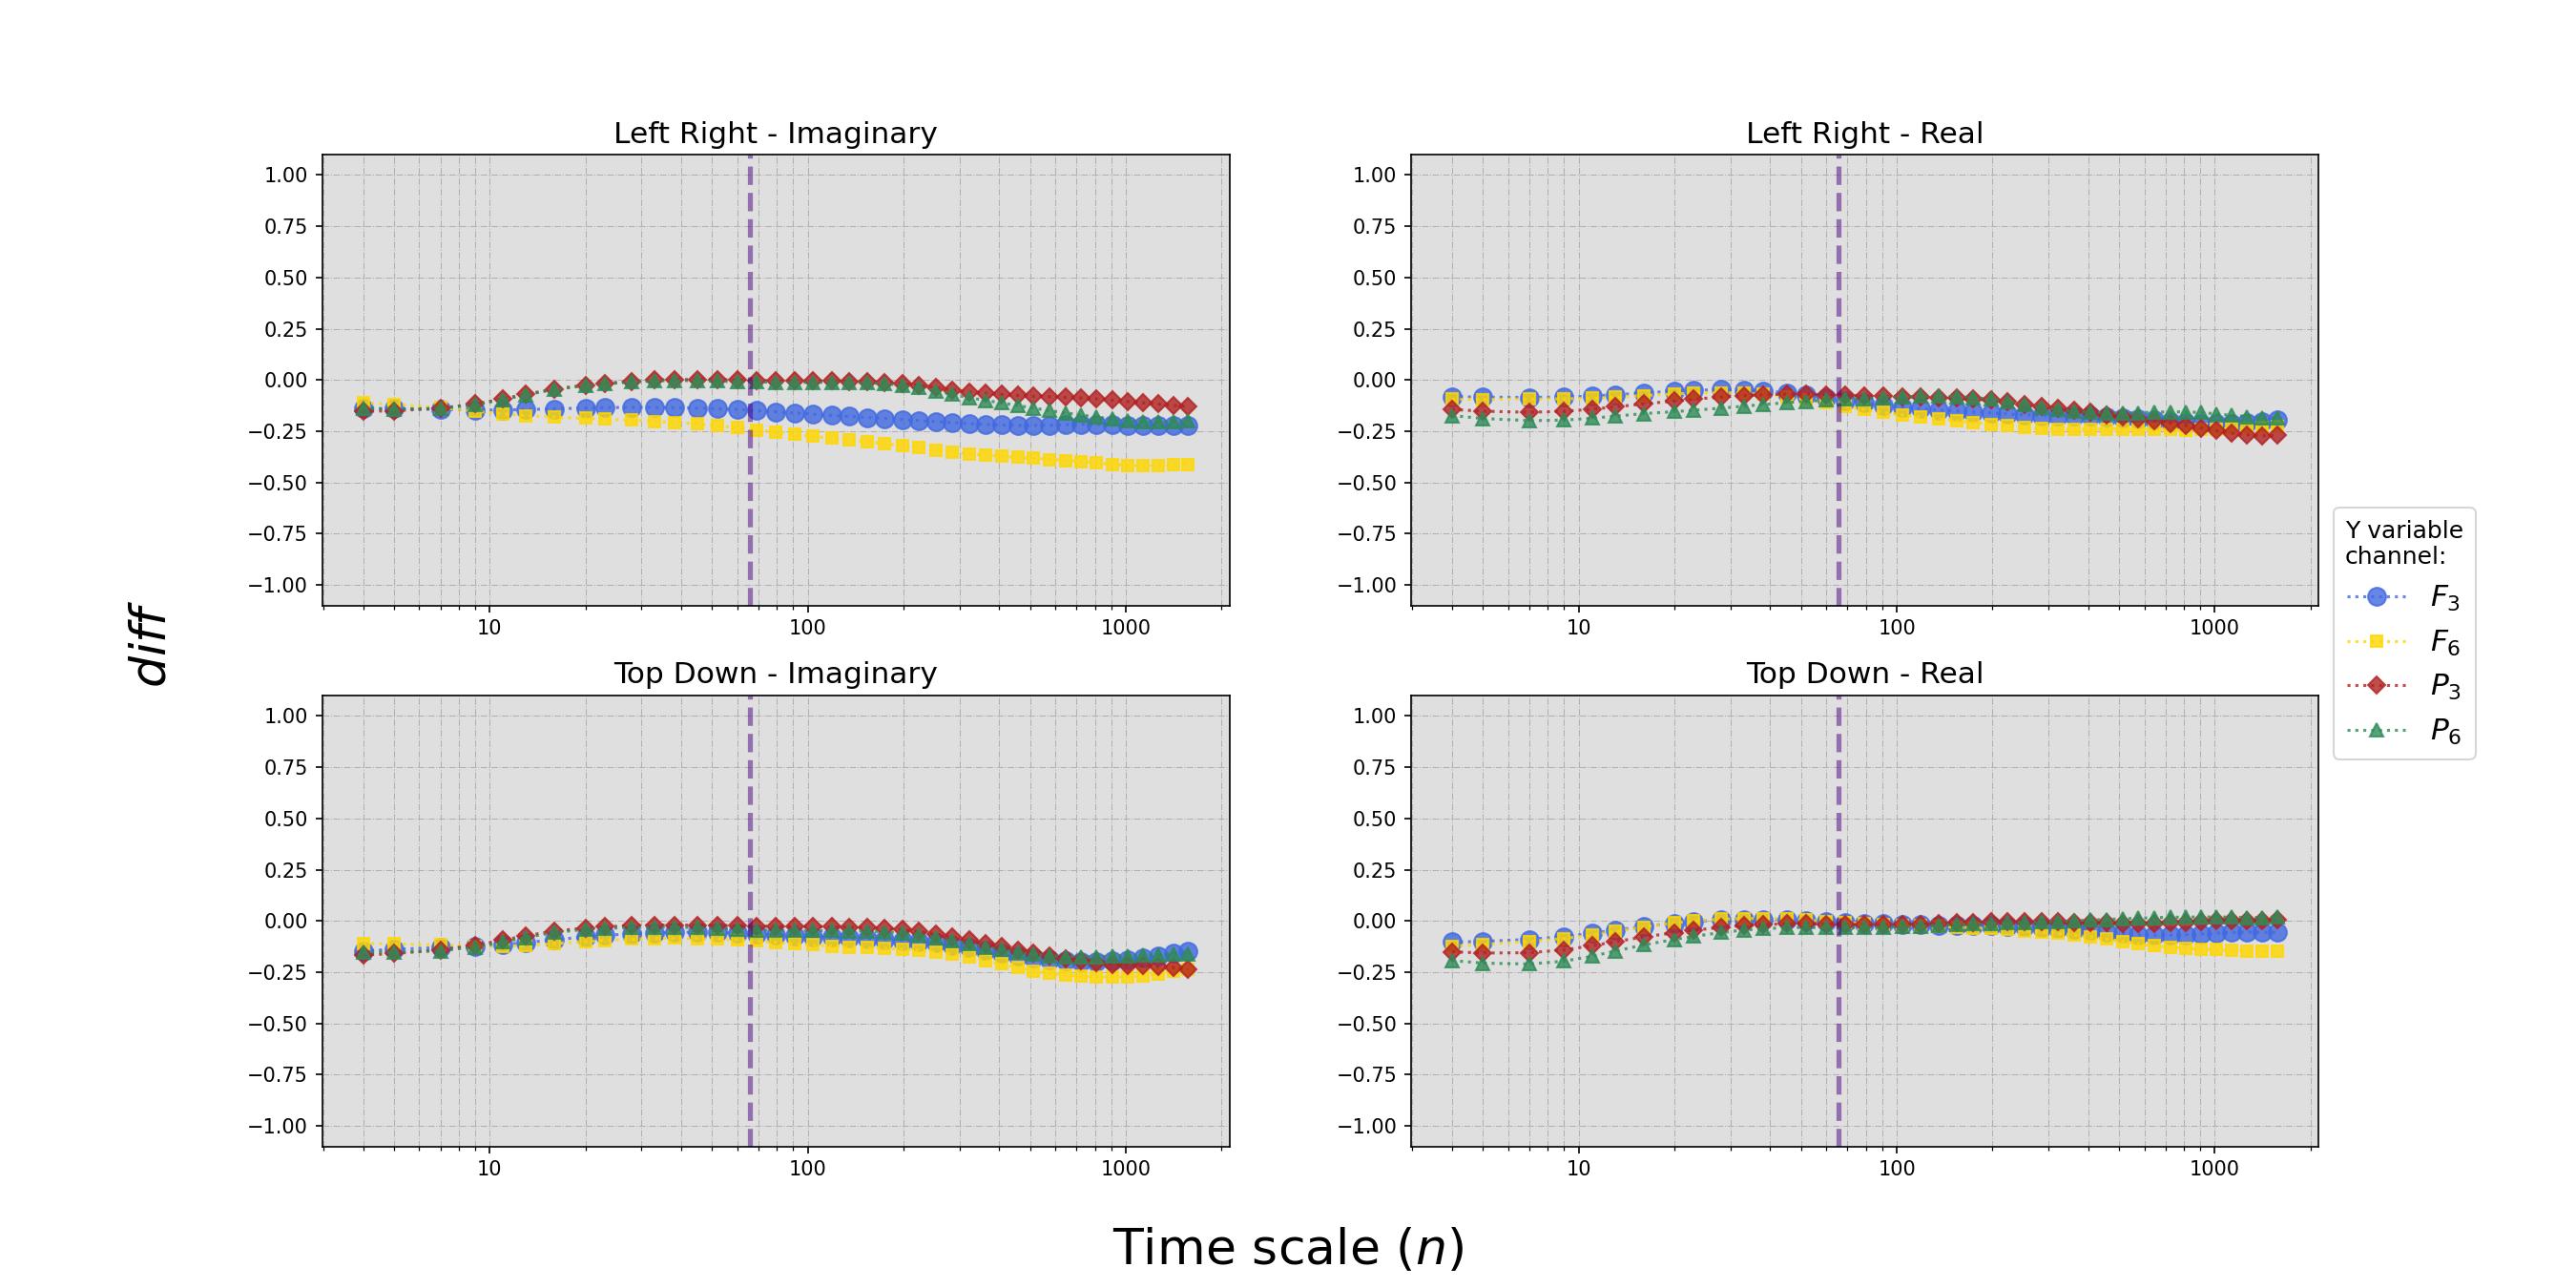 Left Right - Imaginary
1.00
0.75
0.50
0.25
0.00
−0.25
−0.50
−0.75
−1.00
10 100 1000
Left Right - Real
1.00
0.75
0.50
0.25
0.00
−0.25
−0.50
−0.75
−1.00
10 100 1000
diff
Top Down - Imaginary
1.00
0.75
0.50
0.25
0.00
−0.25
−0.50
−0.75
−1.00
10 100 1000
Top Down - Real
1.00
0.75
0.50
0.25
0.00
−0.25
−0.50
−0.75
−1.00
10 100 1000
Y variable
channel:
F₃
F₆
P₃
P₆
Time scale (n)